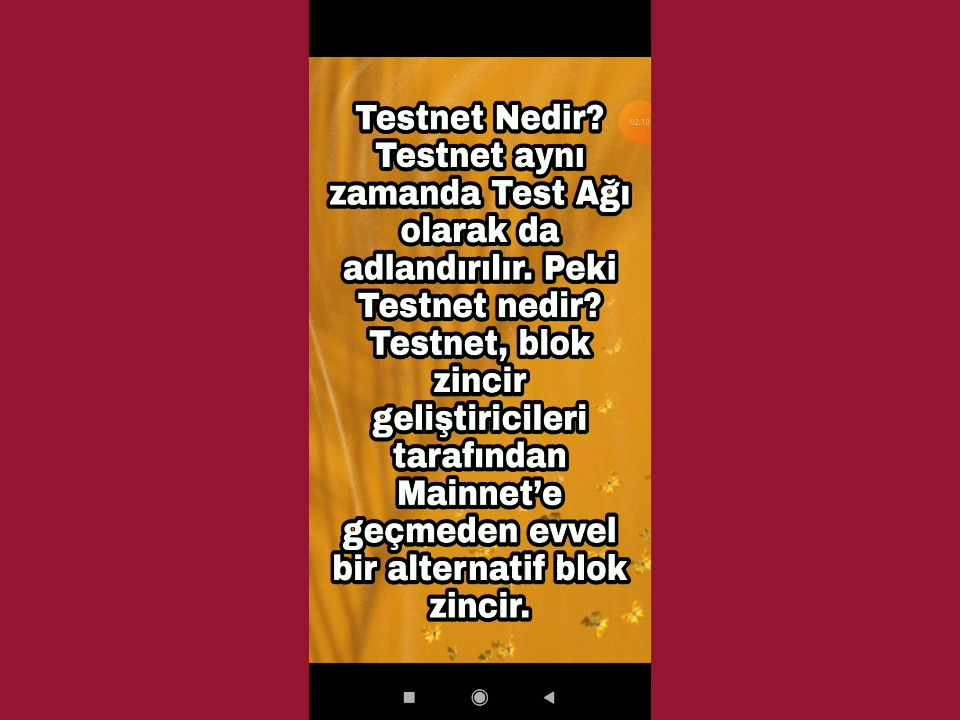 Testnet Nedir?
02:10
Testnet aynı
zamanda Test Ağı
olarak da
adlandırılır. Peki
Testnet nedir?
Testnet, blok
zincir
geliştiricileri
tarafından
Mainnet’e
geçmeden evvel
bir alternatif blok
zincir.